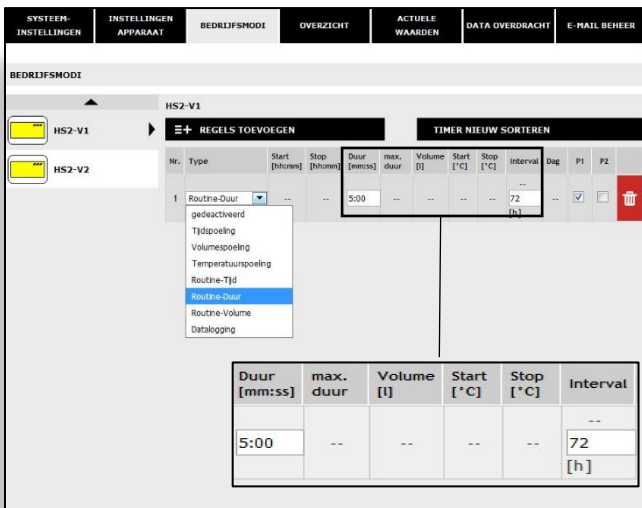 SYSTEEM-
INSTELLINGEN
INSTELLINGEN
APPARAAT
BEDRIJFSMODI
OVERZICHT
ACTUELE
WAARDEN
DATA OVERDRACHT
E-MAIL BEHEER
BEDRIJFSMODI
HS2-V1
HS2-V2
HS2-V1
REGELS TOEVOEGEN
TIMER NIEUW SORTEREN
Nr. Type Start [hh:mm] Stop [hh:mm] Duur [mm:ss] max. duur Volume [l] Start [°C] Stop [°C] Interval Dag P1 P2
--
1 Routine-Duur -- -- 5:00 -- -- -- -- 72 --
[h]
gedeactiveerd
Tijdspoeling
Volumespoeling
Temperatuurspoeling
Routine-Tijd
Routine-Duur
Routine-Volume
Datalogging
Duur max. Volume Start Stop Interval
[mm:ss] duur [l] [°C] [°C]
--
5:00 -- -- -- -- 72
[h]